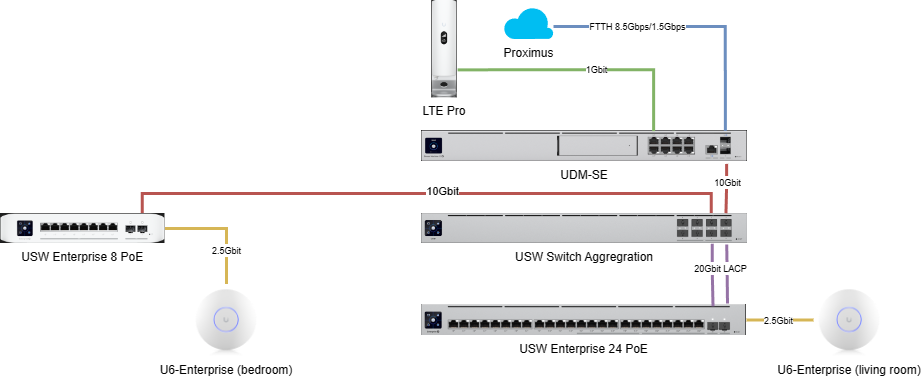 FTTH 8.5Gbps/1.5Gbps
Proximus
1Gbit
LTE Pro
UDM-SE
10Gbit
10Gbit
USW Enterprise 8 PoE
2.5Gbit
USW Switch Aggregration
20Gbit LACP
2.5Gbit
USW Enterprise 24 PoE
U6-Enterprise (bedroom)
U6-Enterprise (living room)